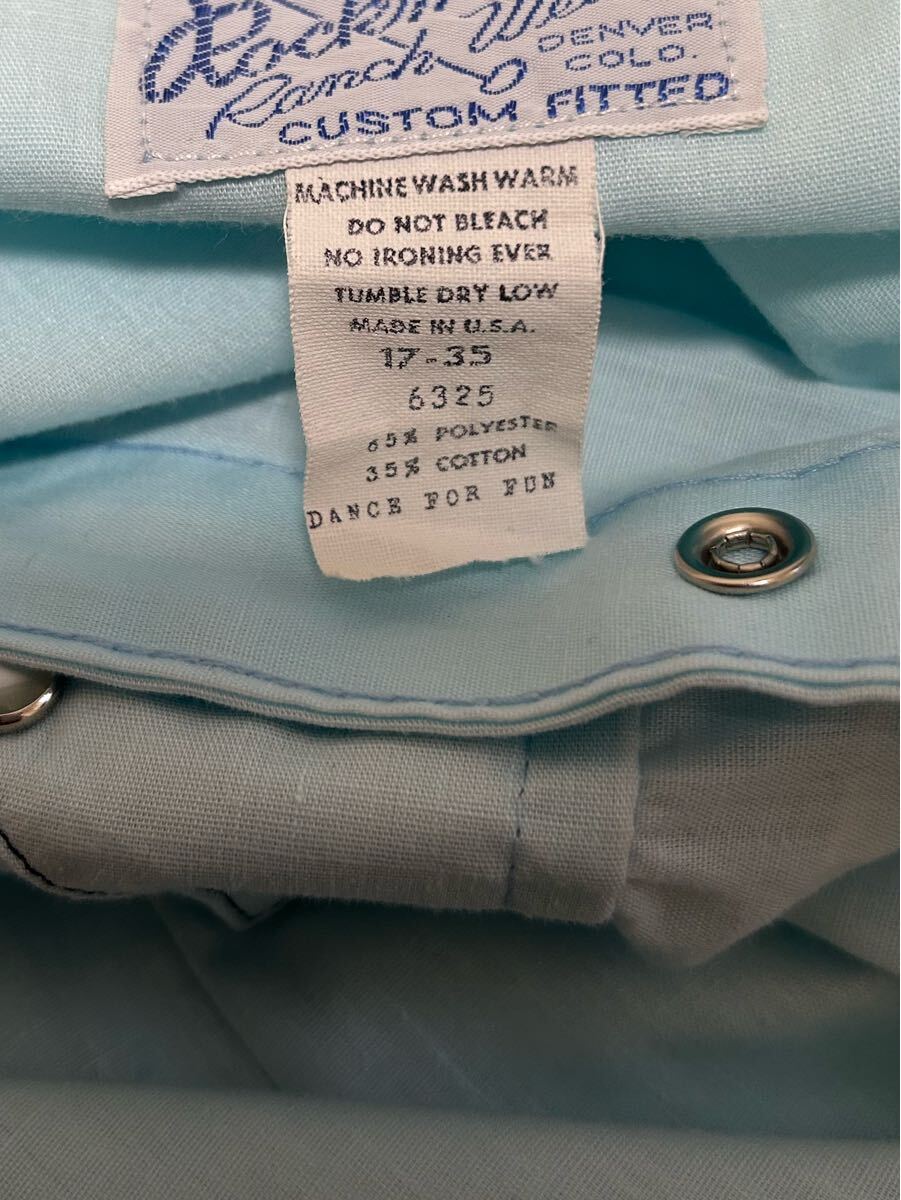 Ranch
DENVER
COLO.
CUSTOM FITTED
MACHINE WASH WARM
DO NOT BLEACH
NO IRONING EVER
TUMBLE DRY LOW
MADE IN U.S.A.
17-35
6325
65% POLYESTER
35% COTTON
DANCE FOR FUN